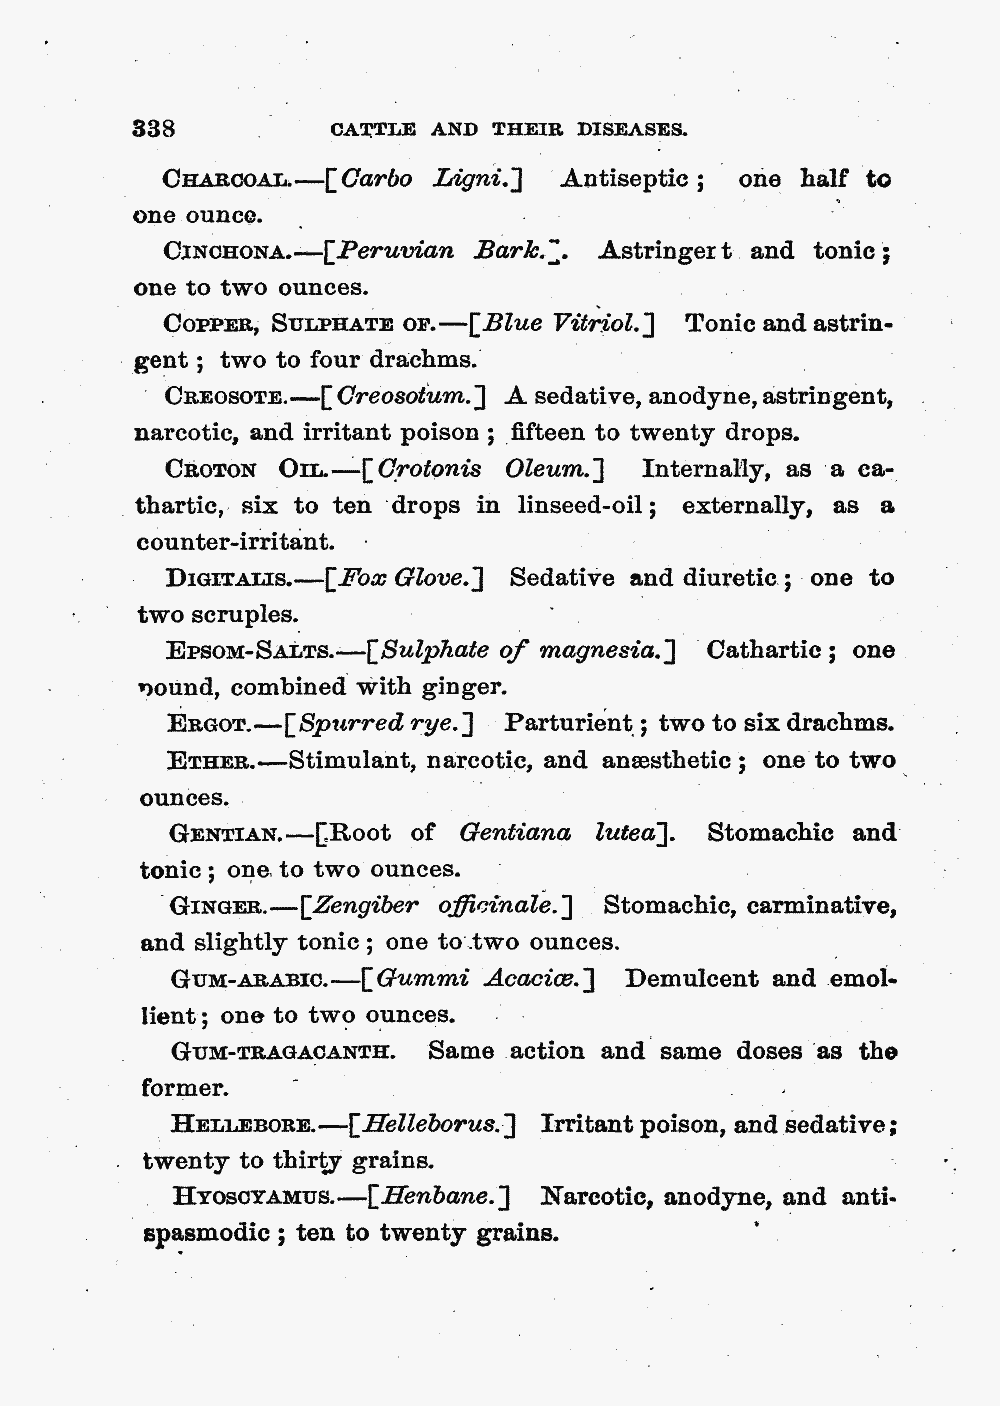 338 CATTLE AND THEIR DISEASES.
CHARCOAL.—[Carbo Ligni.] Antiseptic; one half to
one ounce.
CINCHONA.—[Peruvian Bark.]. Astringert and tonic;
one to two ounces.
COPPER, SULPHATE OF.—[Blue Vitriol.] Tonic and astrin-
gent; two to four drachms.
CREOSOTE.—[Creosotum.] A sedative, anodyne, astringent,
narcotic, and irritant poison; fifteen to twenty drops.
CROTON OIL.—[Crotonis Oleum.] Internally, as a ca-
thartic, six to ten drops in linseed-oil; externally, as a
counter-irritant.
DIGITALIS.—[Fox Glove.] Sedative and diuretic; one to
two scruples.
EPSOM-SALTS.—[Sulphate of magnesia.] Cathartic; one
pound, combined with ginger.
ERGOT.—[Spurred rye.] Parturient; two to six drachms.
ETHER.—Stimulant, narcotic, and anæsthetic; one to two
ounces.
GENTIAN.—[Root of Gentiana lutea]. Stomachic and
tonic; one to two ounces.
GINGER.—[Zengiber officinale.] Stomachic, carminative,
and slightly tonic; one to two ounces.
GUM-ARABIC.—[Gummi Acaciæ.] Demulcent and emol-
lient; one to two ounces.
GUM-TRAGACANTH. Same action and same doses as the
former.
HELLEBORE.—[Helleborus.] Irritant poison, and sedative;
twenty to thirty grains.
HYOSCYAMUS.—[Henbane.] Narcotic, anodyne, and anti-
spasmodic; ten to twenty grains.